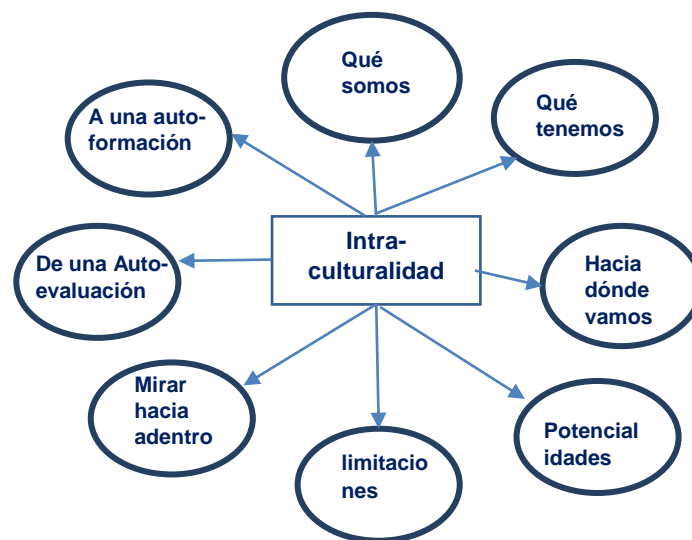 Qué
somos
A una auto-
formación
Qué
tenemos
Intra-
culturalidad
De una Auto-
evaluación
Hacia
dónde
vamos
Mirar
hacia
adentro
limitacio
nes
Potencial
idades